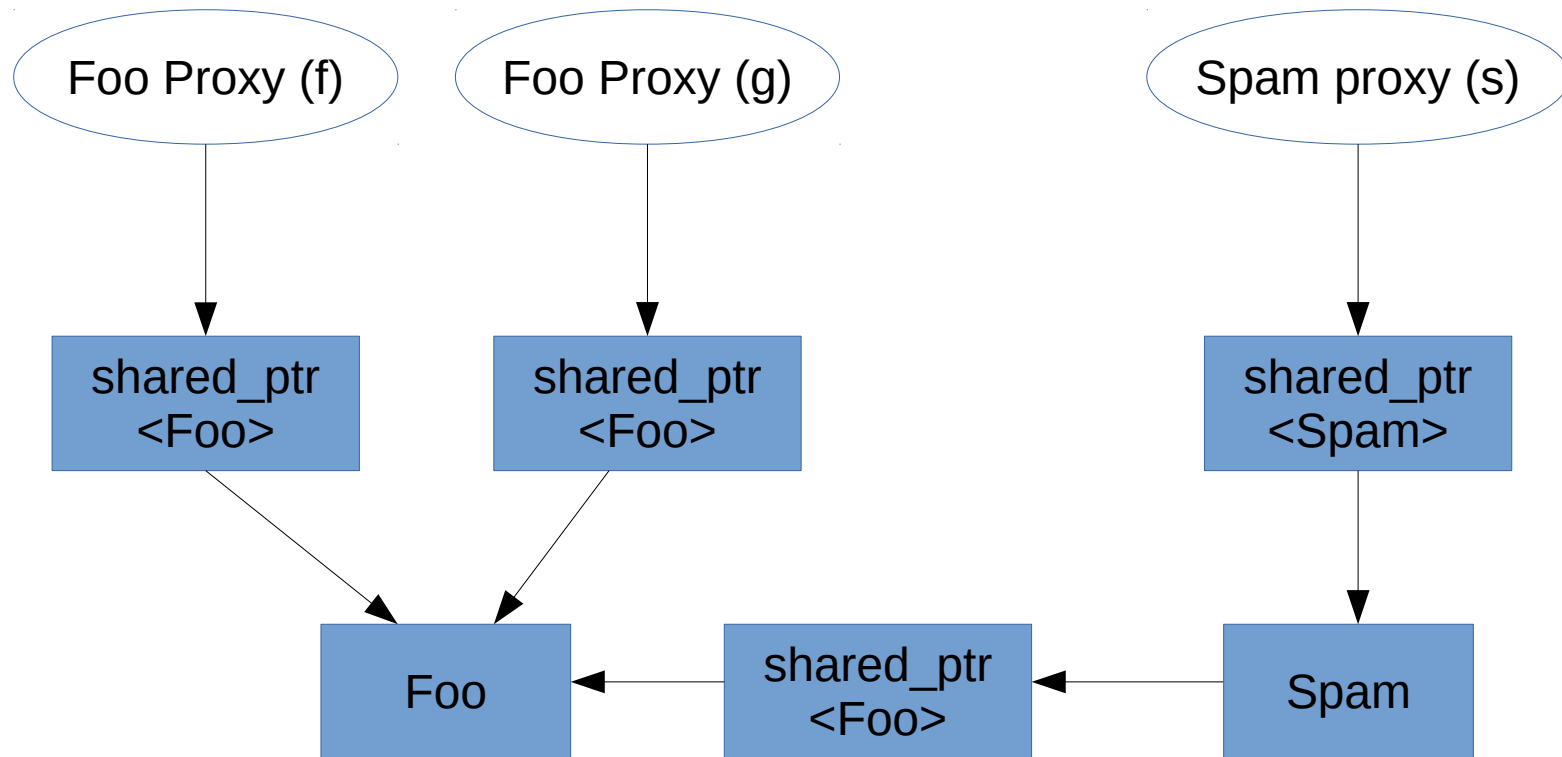 Foo Proxy (f)
Foo Proxy (g)
Spam proxy (s)
shared_ptr
<Foo>
shared_ptr
<Foo>
shared_ptr
<Spam>
Foo
shared_ptr
<Foo>
Spam